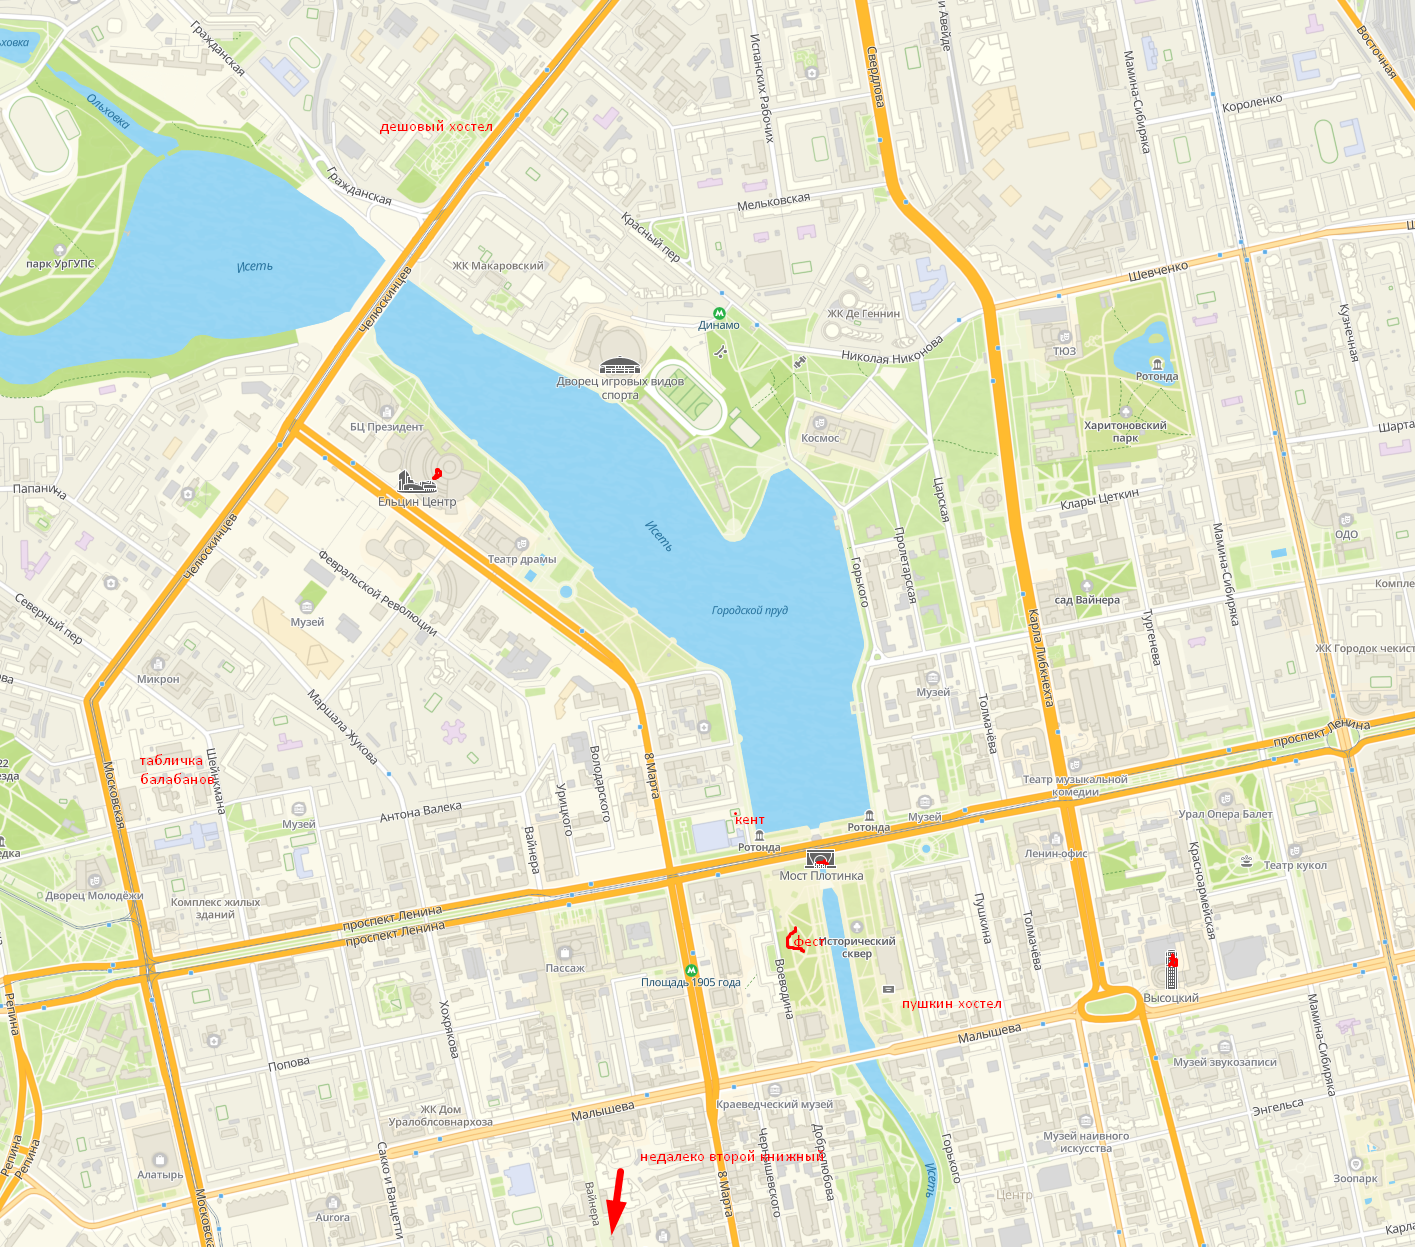 Ольховка
Гражданская
дешовый хостел
Испанских Рабочих
Свердлова
и Авейде
Мамина-Сибиряка
Восточная
Короленко
Гражданская
Мельковская
Красный пер
парк УрГУПС
Исеть
ЖК Макаровский
Шевченко
Челюскинцев
Динамо
ЖК Де Геннин
Николая Никонова
ТЮЗ
Ротонда
Кузнечная
Дворец игровых видов
спорта
БЦ Президент
Космос
Харитоновский
парк
Шарта
Папанина
Ельцин Центр
Царская
Клары Цеткин
Челюскинцев
Исеть
Театр драмы
Пролетарская
Мамина-Сибиряка
ОДО
Февральской Революции
Горького
Северный пер
Музей
Городской пруд
сад Вайнера
Комплек
Карла Либкнехта
Тургенева
ЖК Городок чекист
Микрон
Маршала Жукова
Музей
Толмачёва
проспект Ленина
табличка
балабанов
Шейнкмана
Московская
Володарского
Урицкого
8 Марта
Театр музыкальной
комедии
Музей
Антона Валека
Вайнера
кент
Ротонда
Ротонда
Музей
Урал Опера Балет
Ленин-офис
Театр кукол
Мост Плотинка
Дворец Молодёжи
Комплекс жилых
зданий
проспект Ленина
проспект Ленина
Пушкина
Толмачёва
Красноармейская
фест
Исторический
сквер
Пассаж
Площадь 1905 года
Воеводина
Высоцкий
пушкин хостел
Репина
Хохрякова
Малышева
Мамина-Сибиряка
Попова
Музей звукозаписи
ЖК Дом
Уралоблсовнархоза
Малышева
Краеведческий музей
Энгельса
Музей наивного
искусства
Репина
Репина
Алатырь
Сакко и Ванцетти
недалеко второй книжный
Чернышевского
Добролюбова
Горького
Исеть
Зоопарк
Центр
Вайнера
8 Марта
Московская
Aurora
Карла